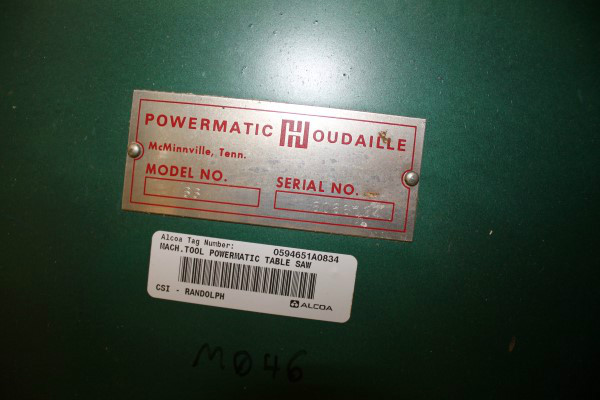 POWERMATIC HOUDAILLE
McMinnville, Tenn.
MODEL NO. SERIAL NO.
66
Alcoa Tag Number: 0594651A0834
MACH.TOOL POWERMATIC TABLE SAW
CSI - RANDOLPH ALCOA
M046